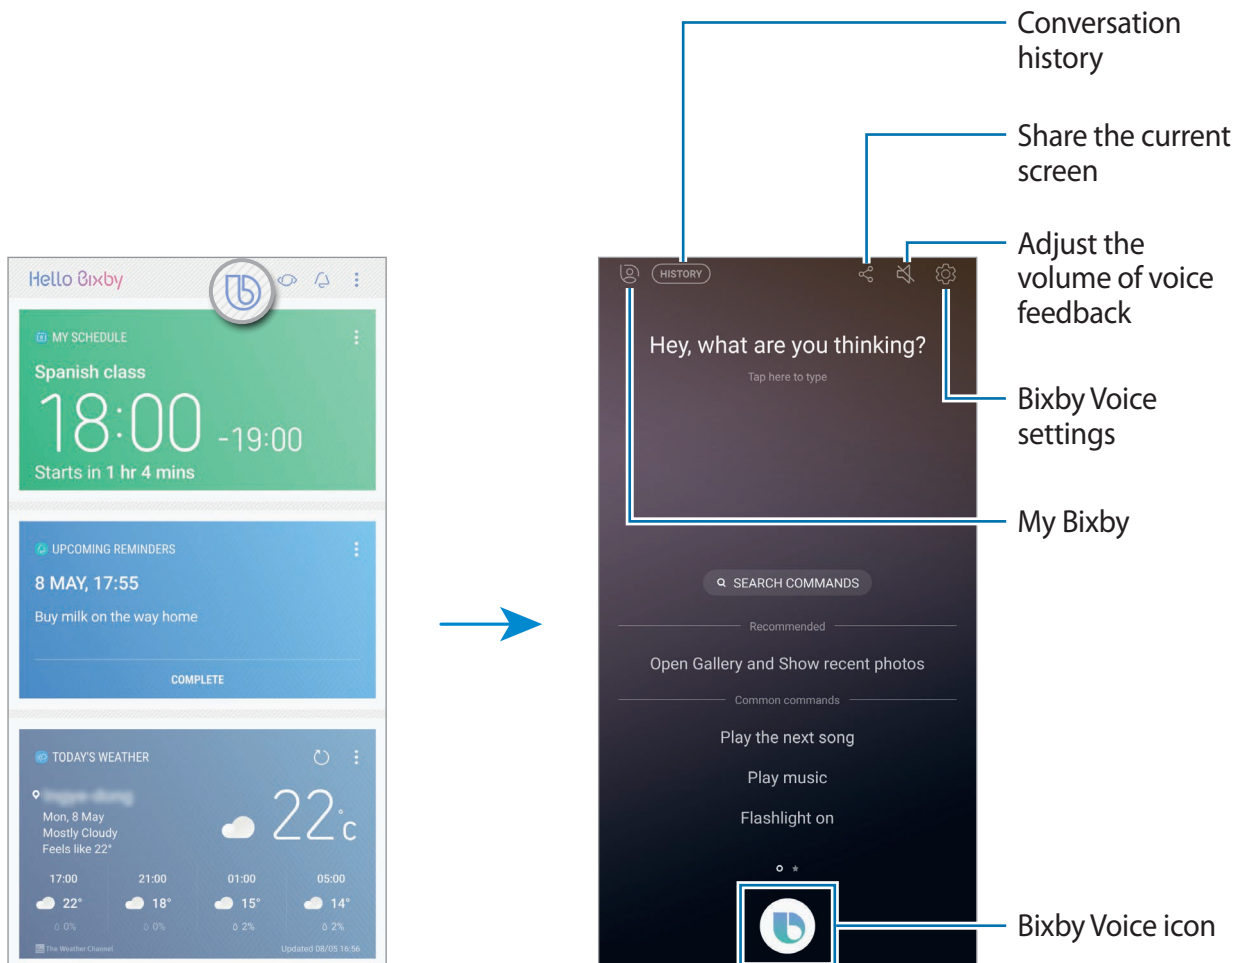 Conversation
history
Share the current
screen
Adjust the
volume of voice
feedback
Bixby Voice
settings
My Bixby
Bixby Voice icon
Hello Bixby
MY SCHEDULE
Spanish class
18:00 -19:00
Starts in 1 hr 4 mins
UPCOMING REMINDERS
8 MAY, 17:55
Buy milk on the way home
COMPLETE
TODAY'S WEATHER
Mon, 8 May
Mostly Cloudy
Feels like 22°
22°c
17:00 21:00 01:00 05:00
22° 18° 15° 14°
0% 0% 2% 2%
The Weather Channel Updated 08/05 16:56
HISTORY
Hey, what are you thinking?
Tap here to type
SEARCH COMMANDS
Recommended
Open Gallery and Show recent photos
Common commands
Play the next song
Play music
Flashlight on